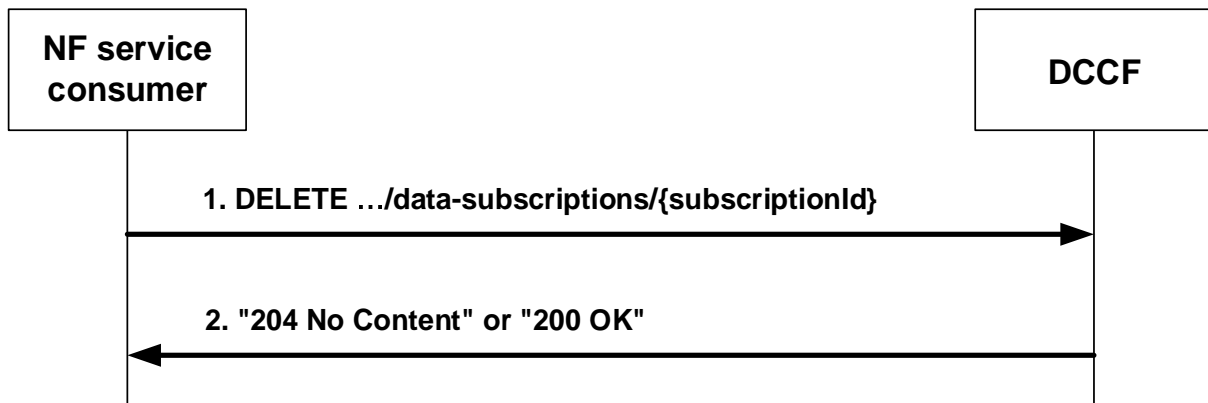 NF service
consumer
DCCF
1. DELETE …/data-subscriptions/{subscriptionId}
2. "204 No Content" or "200 OK"